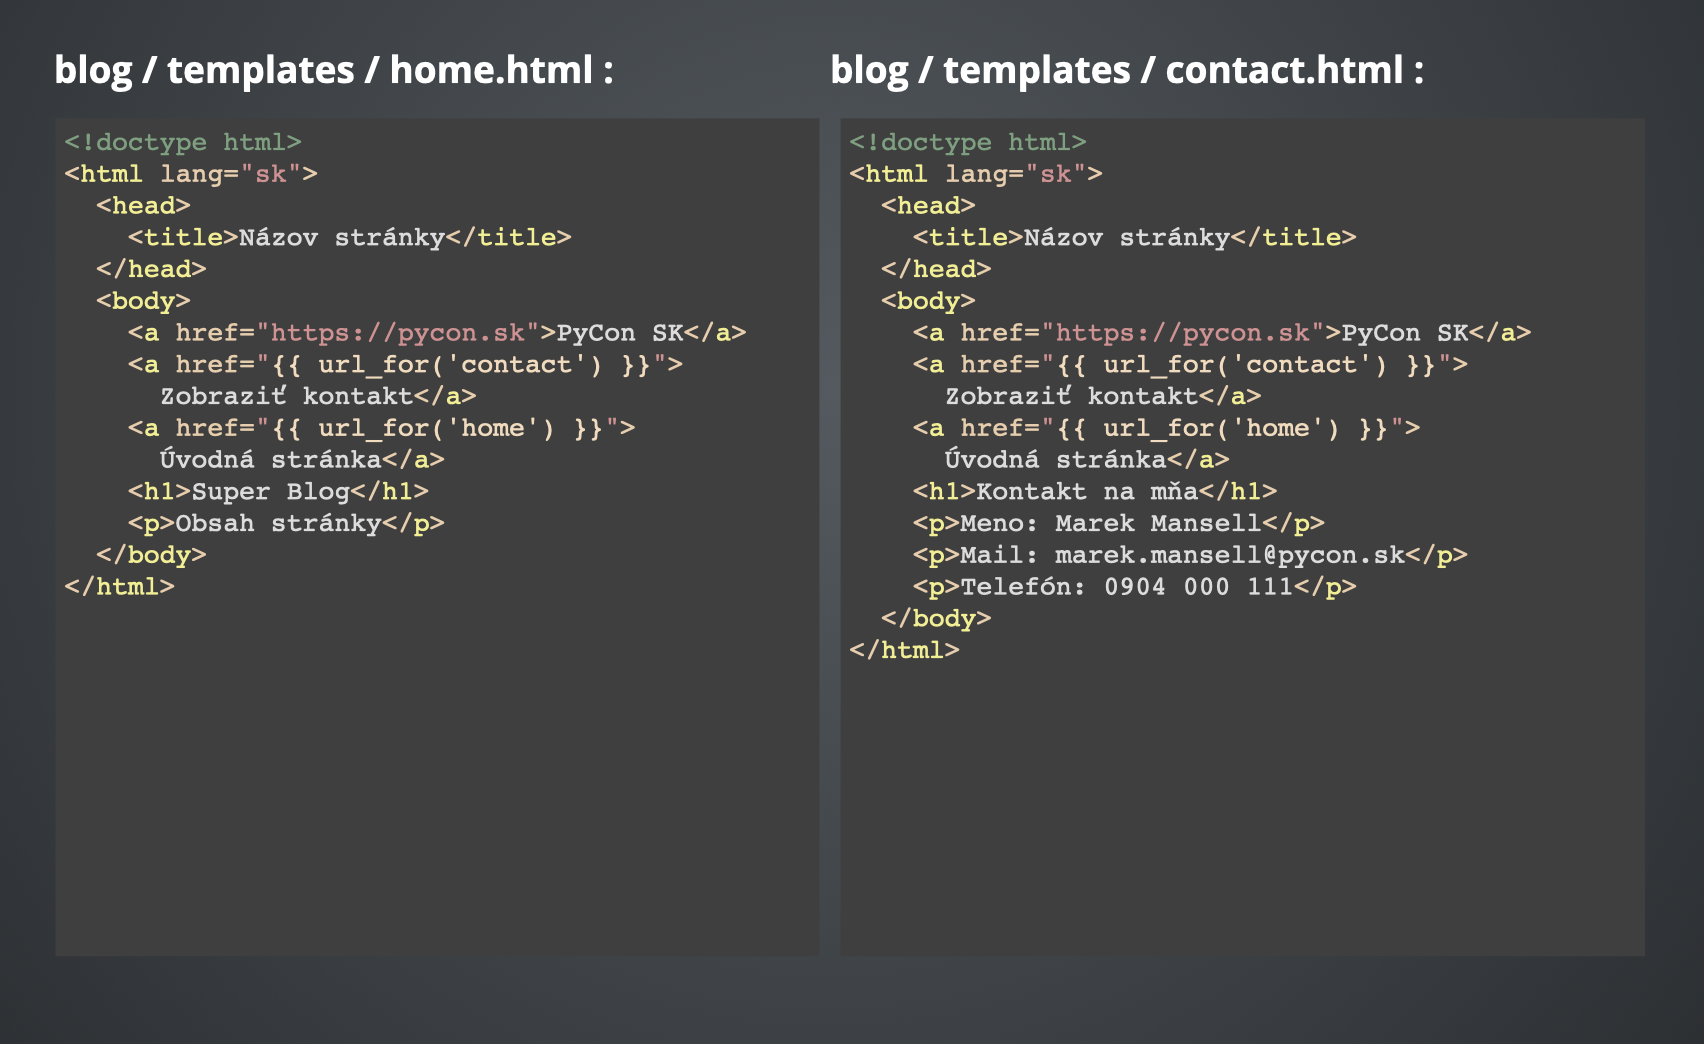 blog / templates / home.html :
<!doctype html>
<html lang="sk">
  <head>
    <title>Názov stránky</title>
  </head>
  <body>
    <a href="https://pycon.sk">PyCon SK</a>
    <a href="{{ url_for('contact') }}">
      Zobraziť kontakt</a>
    <a href="{{ url_for('home') }}">
      Úvodná stránka</a>
    <h1>Super Blog</h1>
    <p>Obsah stránky</p>
  </body>
</html>
blog / templates / contact.html :
<!doctype html>
<html lang="sk">
  <head>
    <title>Názov stránky</title>
  </head>
  <body>
    <a href="https://pycon.sk">PyCon SK</a>
    <a href="{{ url_for('contact') }}">
      Zobraziť kontakt</a>
    <a href="{{ url_for('home') }}">
      Úvodná stránka</a>
    <h1>Kontakt na mňa</h1>
    <p>Meno: Marek Mansell</p>
    <p>Mail: marek.mansell@pycon.sk</p>
    <p>Telefón: 0904 000 111</p>
  </body>
</html>